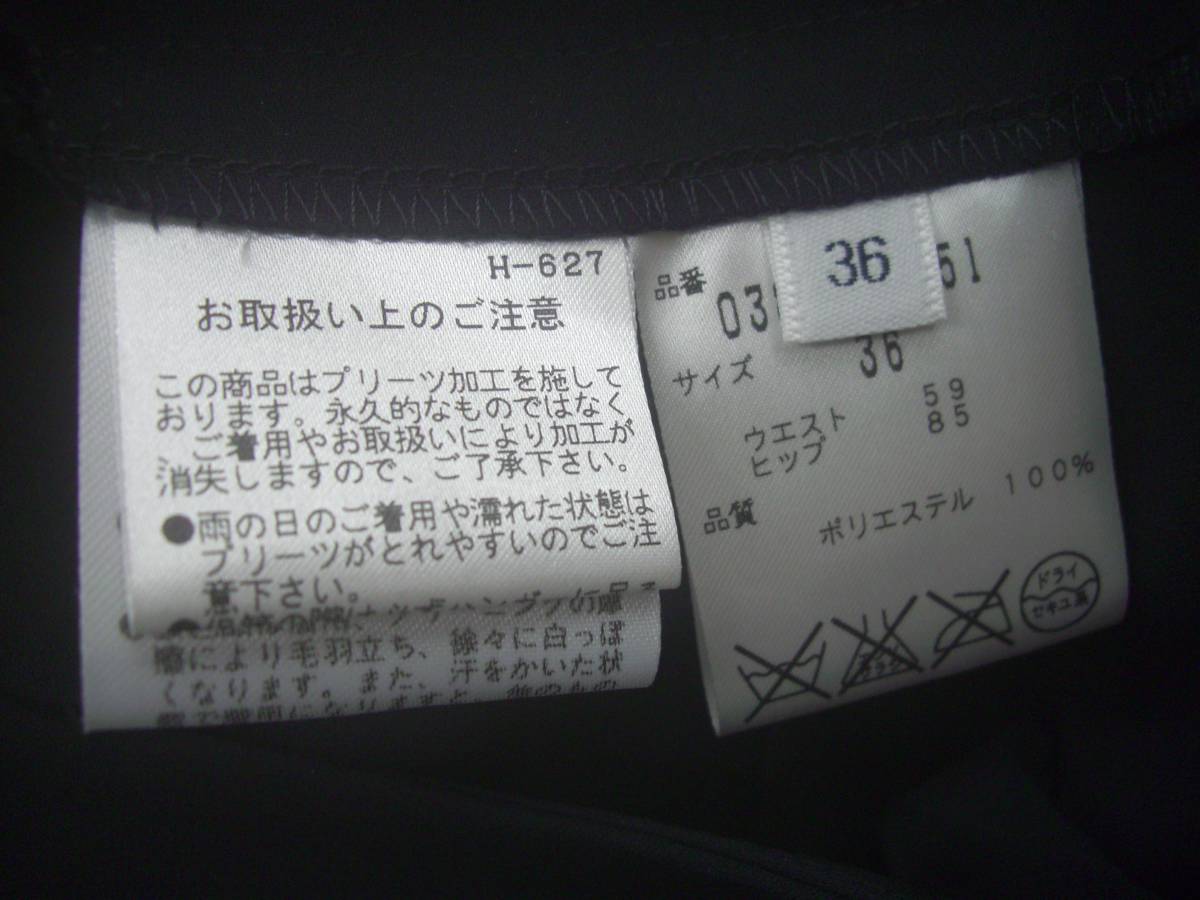 H-627
お取扱い上のご注意
この商品はプリーツ加工を施して
おります。永久的なものではなく
、ご着用やお取扱いにより加工が
消失しますので、ご了承下さい。
●雨の日のご着用や濡れた状態は
プリーツがとれやすいのでご注
意下さい。
により毛羽立ち、徐々に白っぽ
くなります。また、汗をかいた状
36
品番
03
51
サイズ
36
ウエスト 59
ヒップ 85
品質
ポリエステル 100%
ドライ
セキユ系